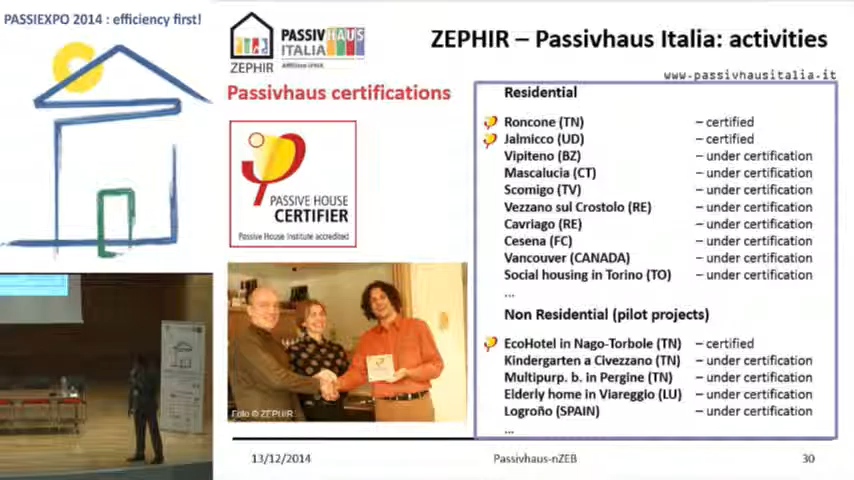 PASSIEXPO 2014 : efficiency first!
ZEPHIR
PASSIVHAUS
ITALIA
ZEPHIR – Passivhaus Italia: activities
www-passivhausitalia-it
Passivhaus certifications
PASSIVE HOUSE
CERTIFIER
Passive House Institute accredited
Foto © ZEPHIR
Residential
Roncone (TN) – certified
Jalmicco (UD) – certified
Vipiteno (BZ) – under certification
Mascalucia (CT) – under certification
Scomigo (TV) – under certification
Vezzano sul Crostolo (RE) – under certification
Cavriago (RE) – under certification
Cesena (FC) – under certification
Vancouver (CANADA) – under certification
Social housing in Torino (TO) – under certification
...
Non Residential (pilot projects)
EcoHotel in Nago-Torbole (TN) – certified
Kindergarten a Civezzano (TN) – under certification
Multipurp. b. in Pergine (TN) – under certification
Elderly home in Viareggio (LU) – under certification
Logroño (SPAIN) – under certification
...
13/12/2014
Passivhaus-nZEB
30